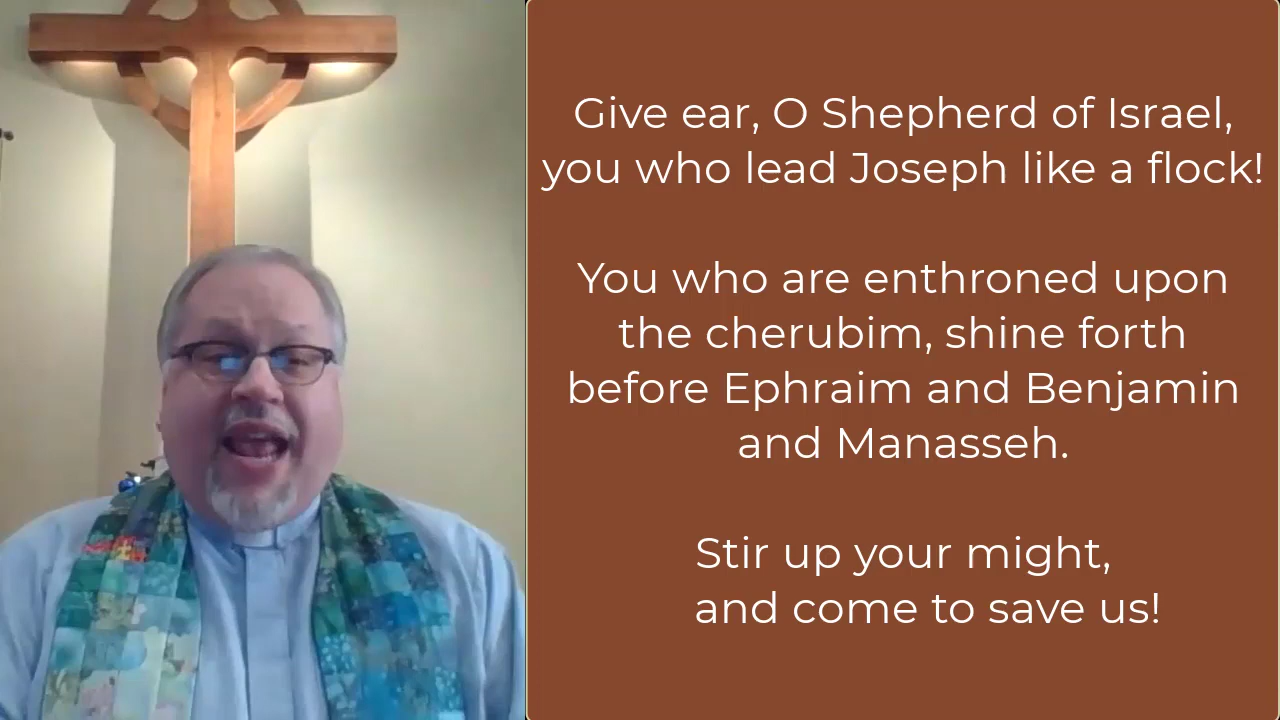 Give ear, O Shepherd of Israel,
you who lead Joseph like a flock!
You who are enthroned upon
the cherubim, shine forth
before Ephraim and Benjamin
and Manasseh.
Stir up your might,
and come to save us!